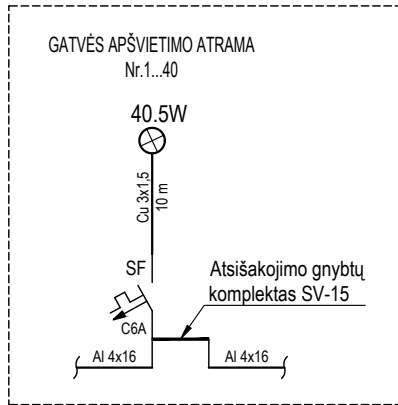 GATVĖS APŠVIETIMO ATRAMA
Nr.1...40
40.5W
Cu 3x1,5
10 m
SF
Atsišakojimo gnybtų
komplektas SV-15
C6A
Al 4x16
Al 4x16